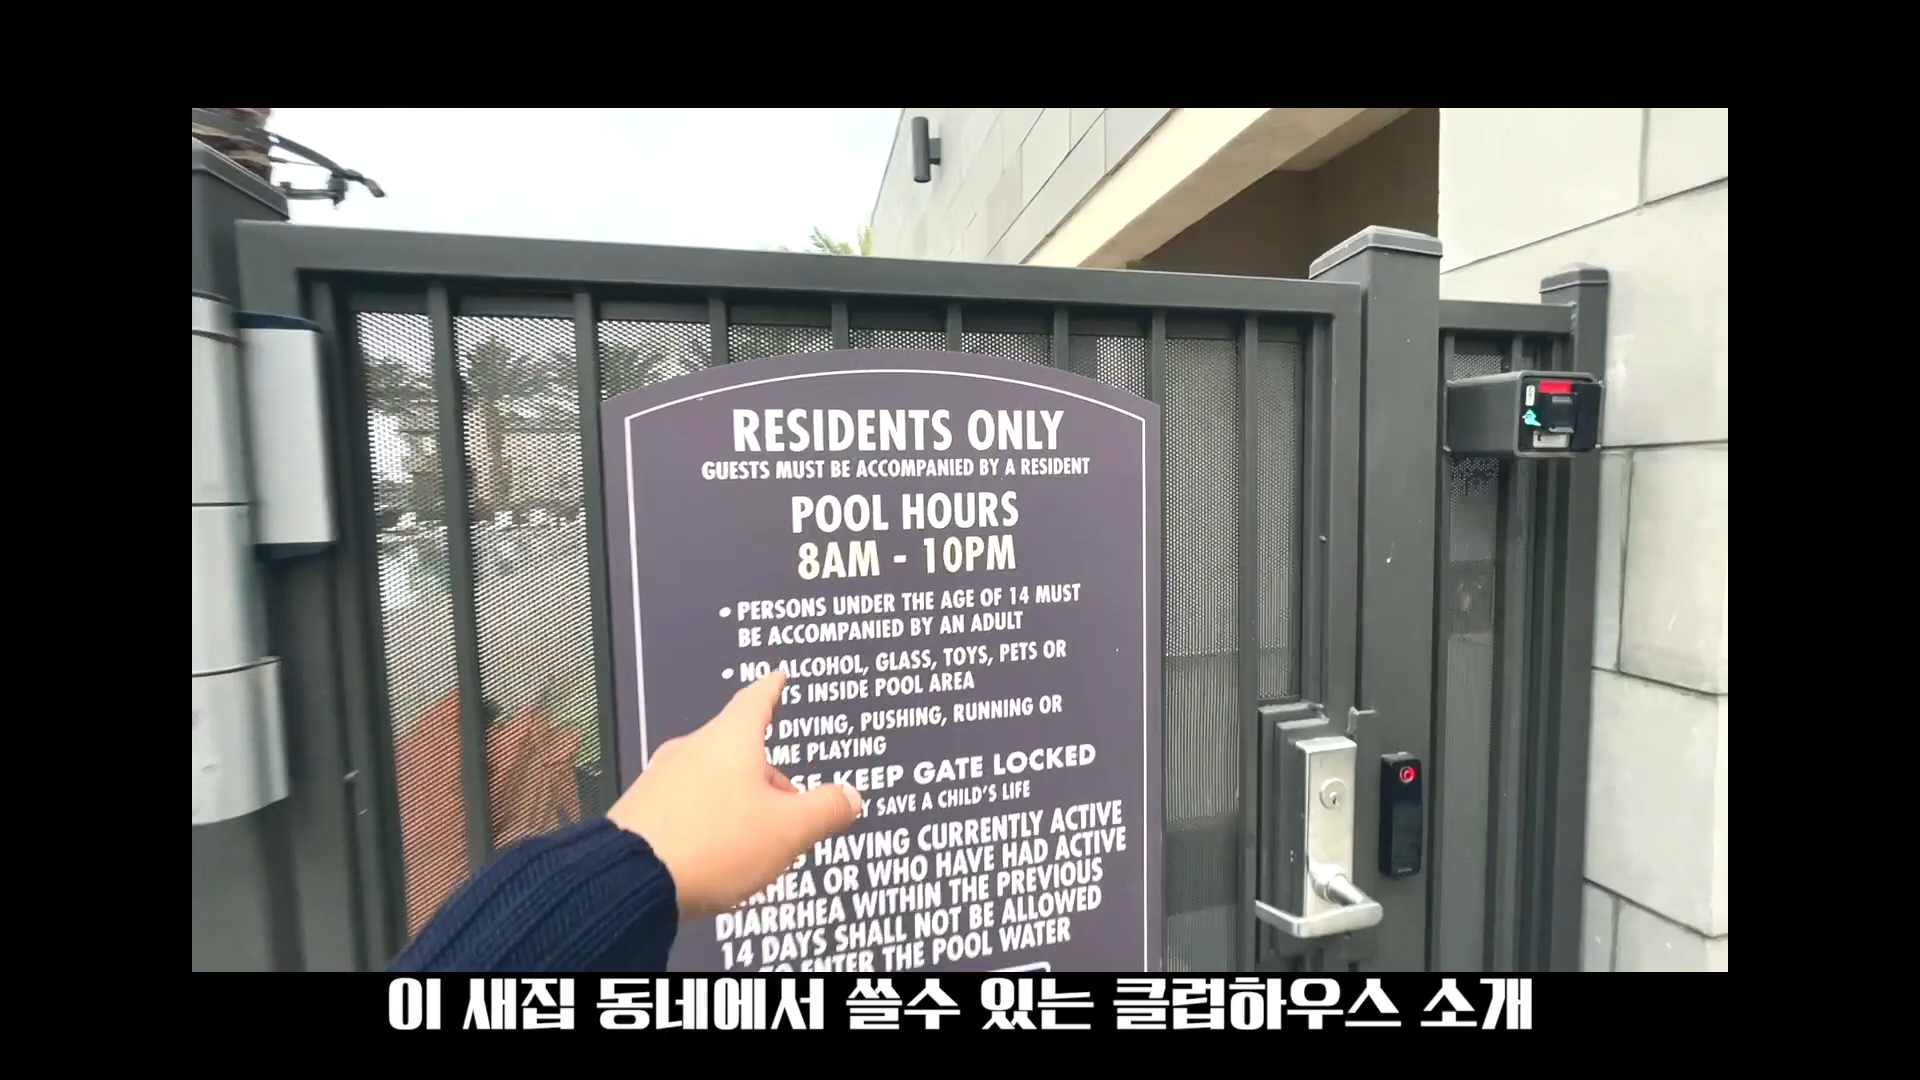 RESIDENTS ONLY
GUESTS MUST BE ACCOMPANIED BY A RESIDENT
POOL HOURS
8AM - 10PM
• PERSONS UNDER THE AGE OF 14 MUST
BE ACCOMPANIED BY AN ADULT
• NO ALCOHOL, GLASS, TOYS, PETS OR
INSIDE POOL AREA
DIVING, PUSHING, RUNNING OR
PLAYING
KEEP GATE LOCKED
SAVE A CHILD'S LIFE
HAVING CURRENTLY ACTIVE
OR WHO HAVE HAD ACTIVE
DIARRHEA WITHIN THE PREVIOUS
14 DAYS SHALL NOT BE ALLOWED
ENTER THE POOL WATER
이 새집 동네에서 쓸수 있는 클럽하우스 소개